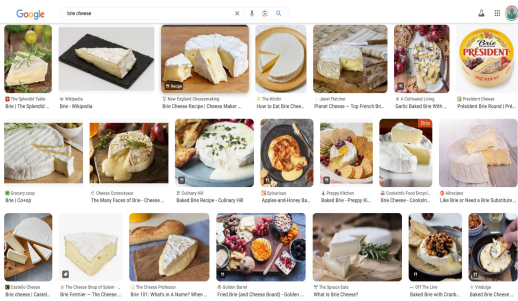 Google
brie cheese
The Splendid Table
Brie | The Splendid ...
Wikipedia
Brie - Wikipedia
Recipe
New England Cheesemaking
Brie Cheese Recipe | Cheese Maker ...
The Kitchn
How to Eat Brie Chee...
Janet Fletcher
Planet Cheese — Top French Bri...
A Cultivated Living
Garlic Baked Brie With ...
Brie
PRÉSIDENT
President Cheese
Président Brie Round | Pré...
Grocery.coop
Brie | Co+op
Cheese Connoisseur
The Many Faces of Brie - Cheese ...
Culinary Hill
Baked Brie Recipe - Culinary Hill
Epicurious
Apples-and-Honey Ba...
Preppy Kitchen
Baked Brie - Preppy Ki...
Brie
CooksInfo Food Encycl...
Brie Cheese - Cooksin...
Allrecipes
Like Brie or Need a Brie Substitute ...
Castello Cheese
Brie cheese | Castel...
The Cheese Shop of Salem ·
Brie Fermier — The Cheese ...
The Cheese Professor
Brie 101: What's in A Name? When ...
Golden Barrel
Fried Brie {and Cheese Board} - Golden ...
The Spruce Eats
What Is Brie Cheese?
Off The Line
Baked Brie with Cranb...
Vindulge
Baked Brie Cheese ...